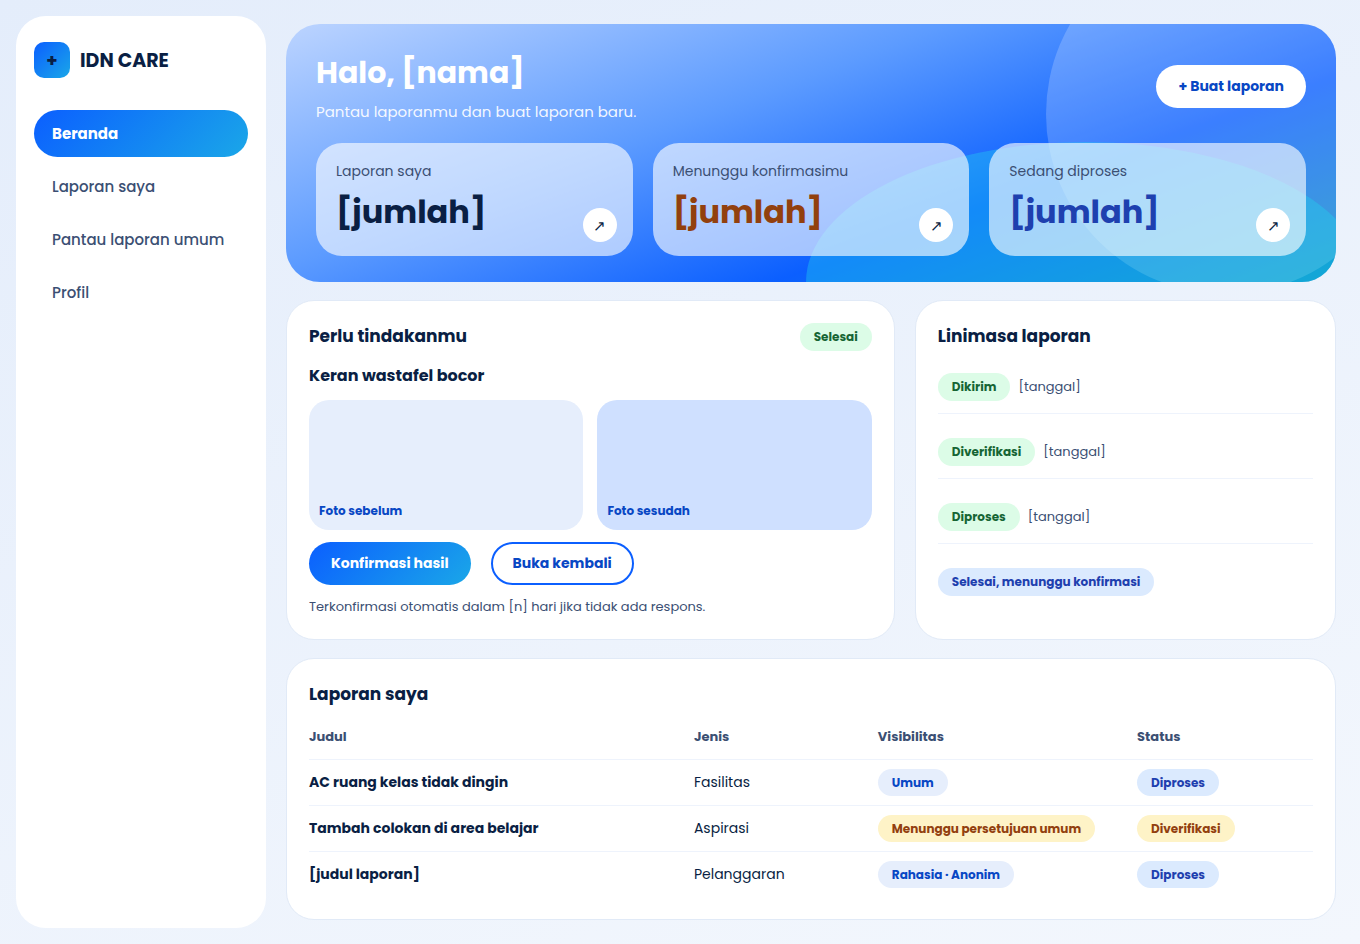 + IDN CARE
Beranda
Laporan saya
Pantau laporan umum
Profil
Halo, [nama]
Pantau laporanmu dan buat laporan baru.
+ Buat laporan
Laporan saya
[jumlah]
↗
Menunggu konfirmasimu
[jumlah]
↗
Sedang diproses
[jumlah]
↗
Perlu tindakanmu
Selesai
Keran wastafel bocor
Foto sebelum
Foto sesudah
Konfirmasi hasil
Buka kembali
Terkonfirmasi otomatis dalam [n] hari jika tidak ada respons.
Linimasa laporan
Dikirim [tanggal]
Diverifikasi [tanggal]
Diproses [tanggal]
Selesai, menunggu konfirmasi
Laporan saya
Judul Jenis Visibilitas Status
AC ruang kelas tidak dingin Fasilitas Umum Diproses
Tambah colokan di area belajar Aspirasi Menunggu persetujuan umum Diverifikasi
[judul laporan] Pelanggaran Rahasia · Anonim Diproses